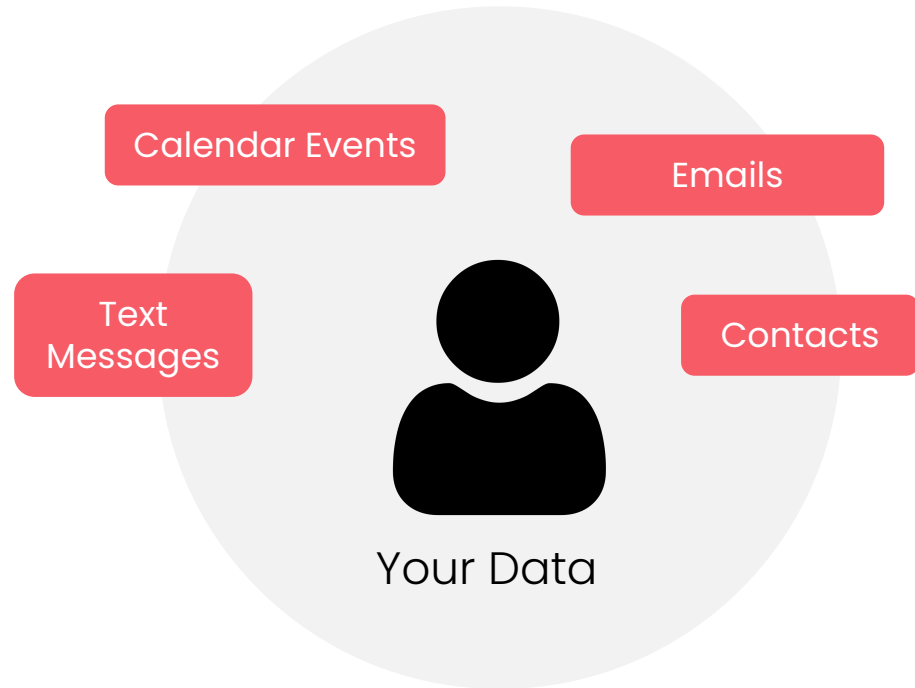 Calendar Events
Emails
Text
Messages
Contacts
Your Data